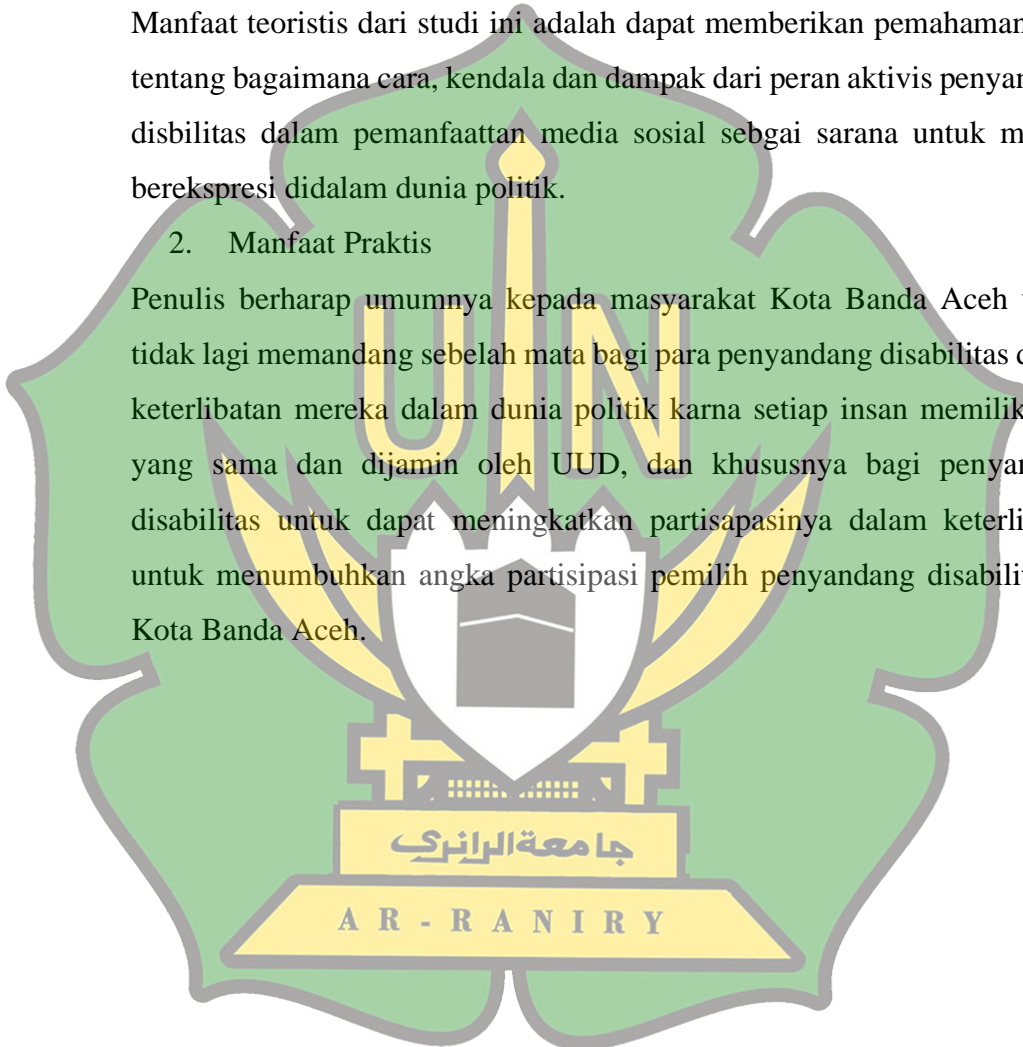 Manfaat teoristis dari studi ini adalah dapat memberikan pemahaman
tentang bagaimana cara, kendala dan dampak dari peran aktivis penyan
disbilitas dalam pemanfaattan media sosial sebgai sarana untuk m
berekspresi didalam dunia politik.
2. Manfaat Praktis
Penulis berharap umumnya kepada masyarakat Kota Banda Aceh
tidak lagi memandang sebelah mata bagi para penyandang disabilitas
keterlibatan mereka dalam dunia politik karna setiap insan memilik
yang sama dan dijamin oleh UUD, dan khususnya bagi penyan
disabilitas untuk dapat meningkatkan partisapasinya dalam keterli
untuk menumbuhkan angka partisipasi pemilih penyandang disabilit
Kota Banda Aceh.
UIN
جامعة الرانري
AR-RANIRY